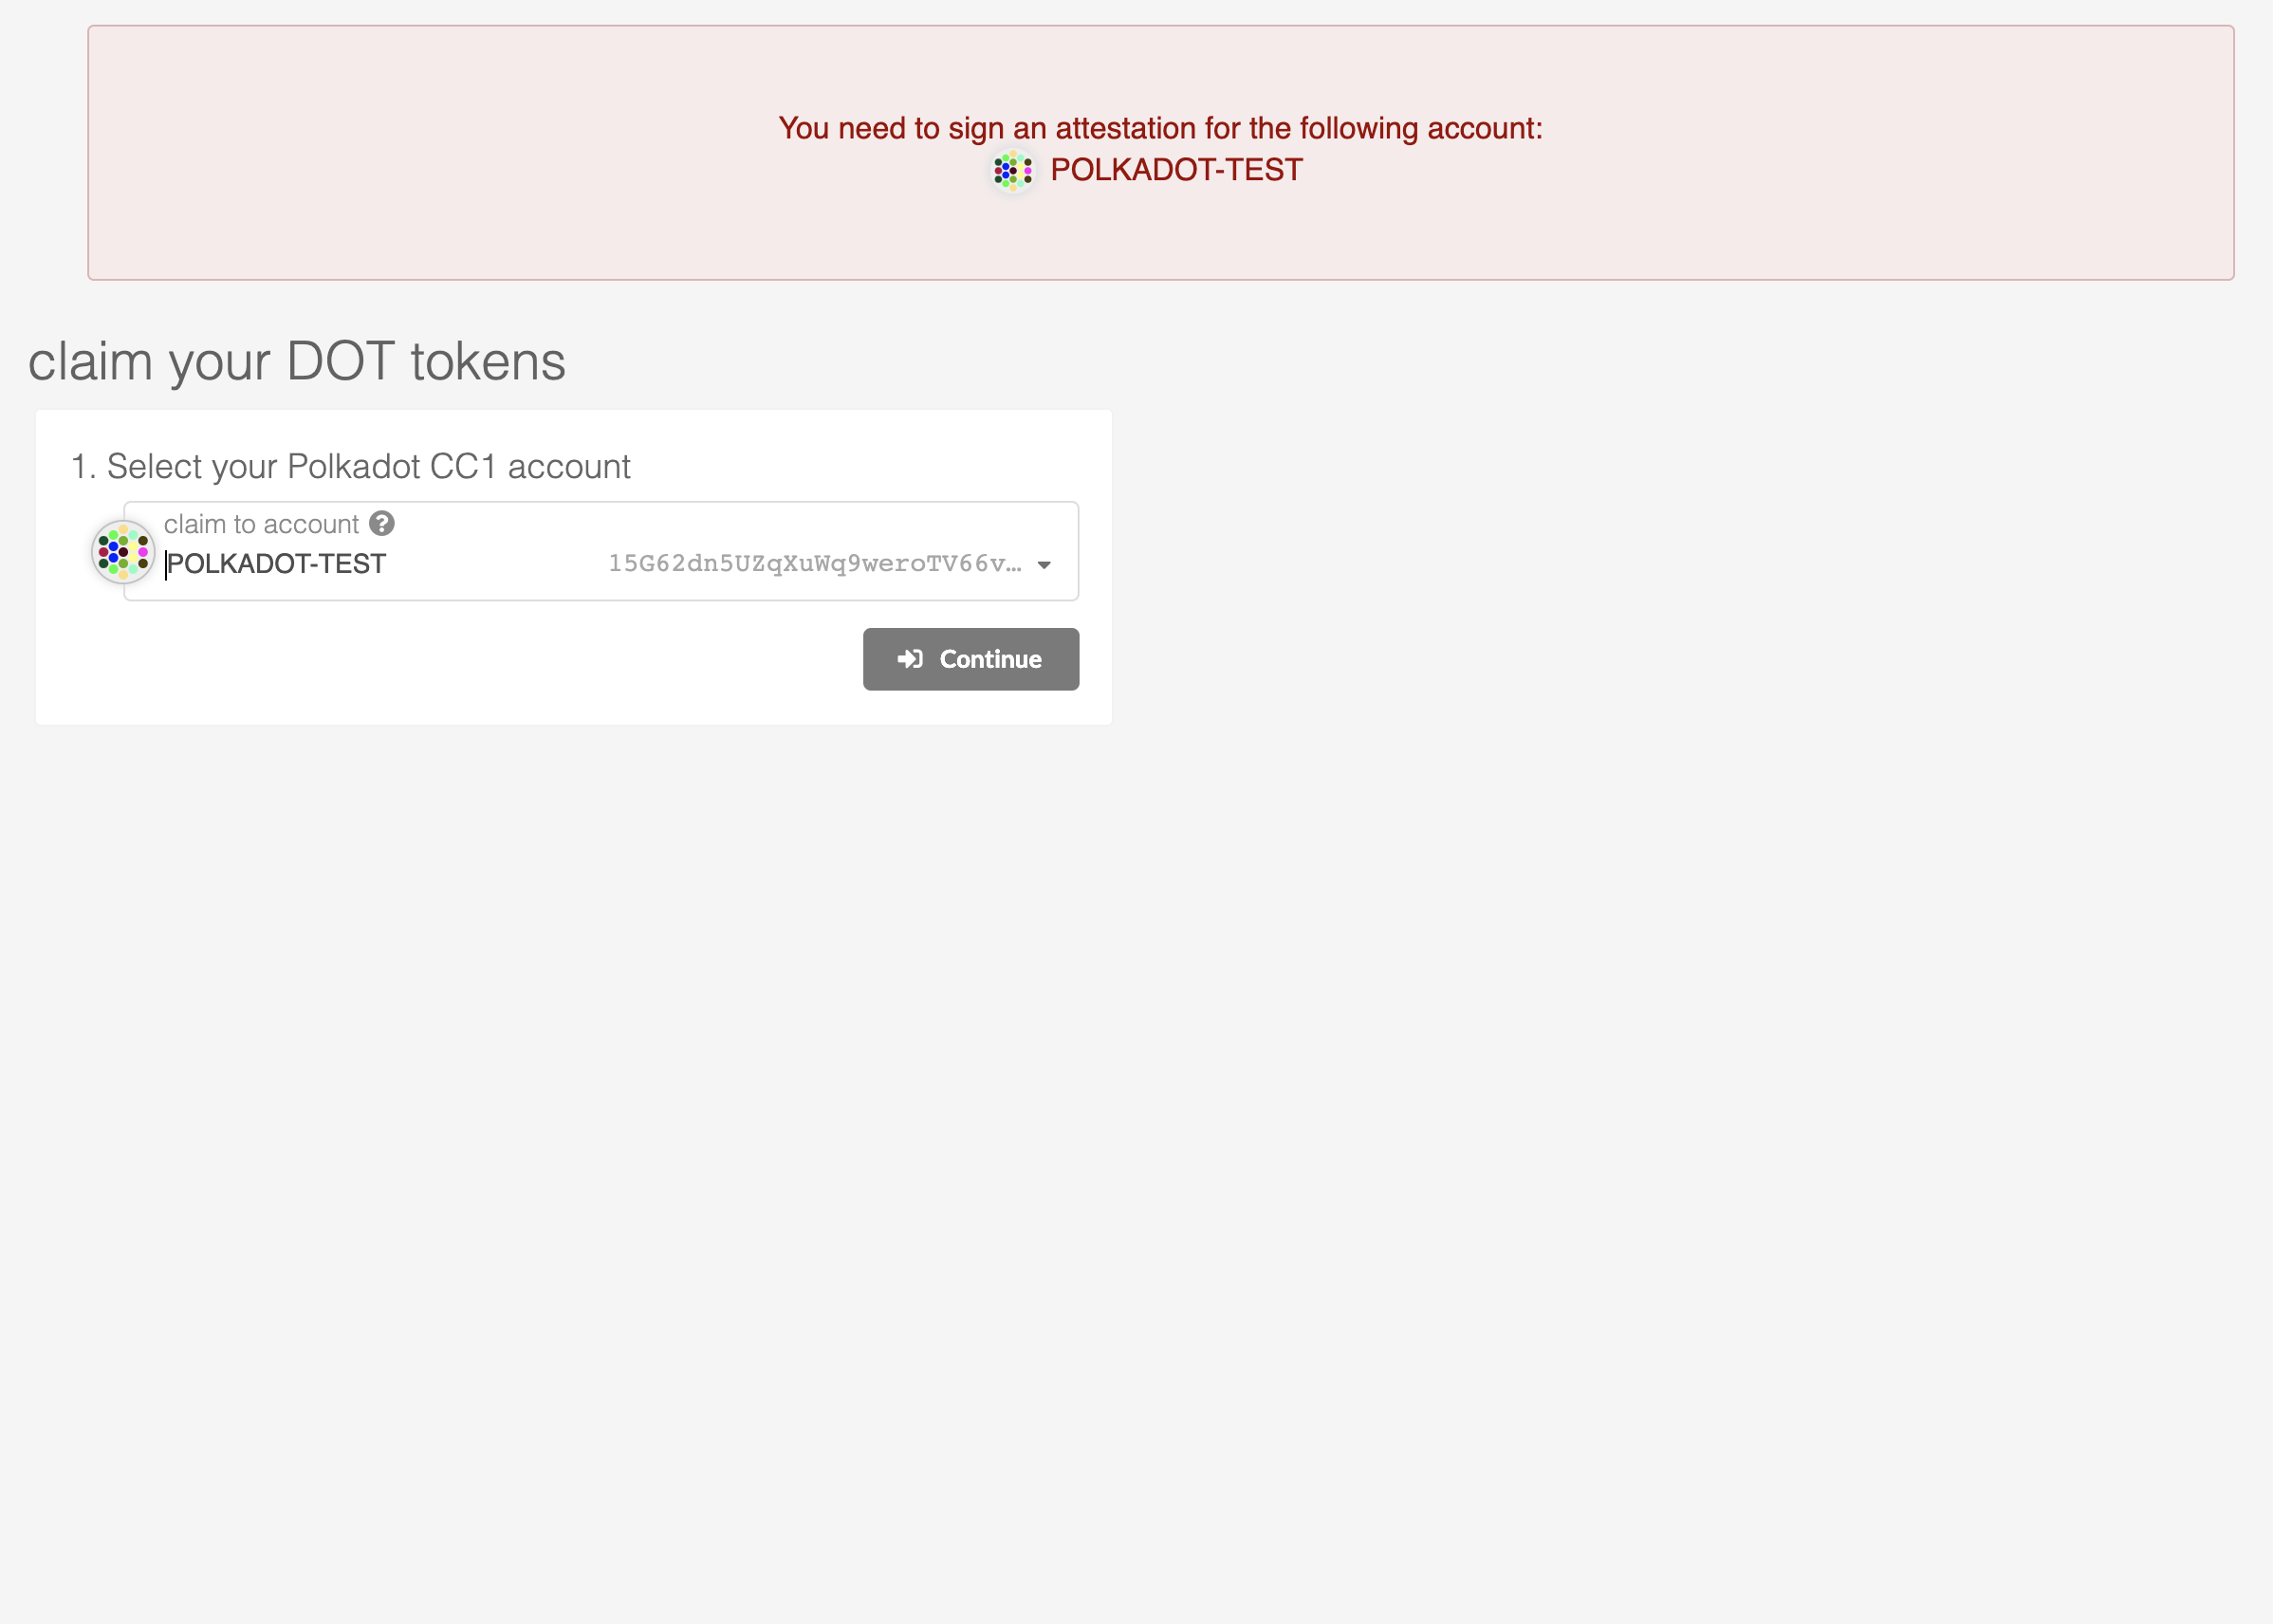 You need to sign an attestation for the following account:
POLKADOT-TEST
claim your DOT tokens
1. Select your Polkadot CC1 account
claim to account ?
POLKADOT-TEST 15G62dn5UZqXuWq9weroTV66v…
Continue